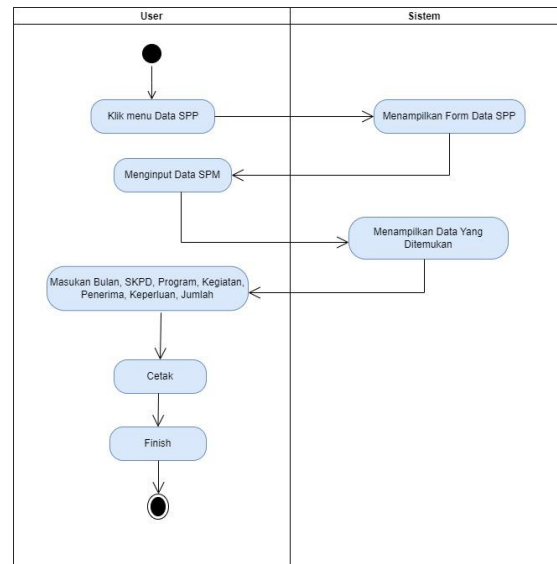 User
Sistem
Klik menu Data SPP
Menampilkan Form Data SPP
Menginput Data SPM
Menampilkan Data Yang
Ditemukan
Masukan Bulan, SKPD, Program, Kegiatan,
Penerima, Keperluan, Jumlah
Cetak
Finish